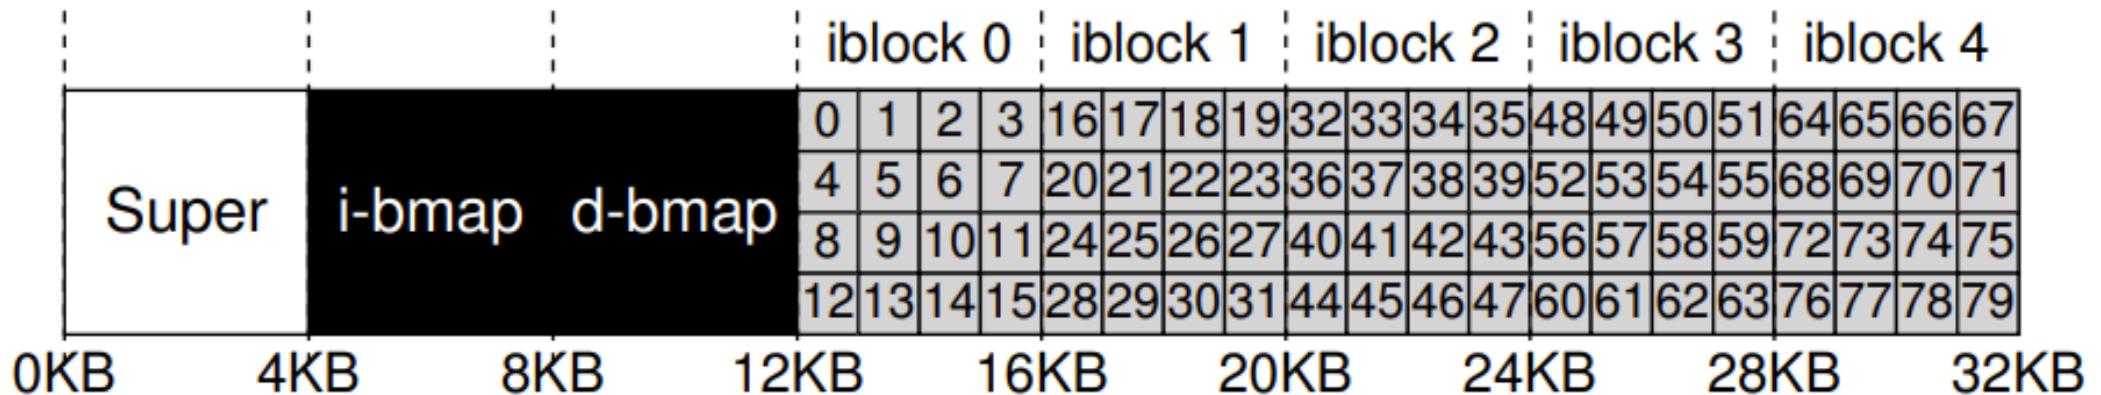 iblock 0 iblock 1 iblock 2 iblock 3 iblock 4
0 1 2 3 16 17 18 19 32 33 34 35 48 49 50 51 64 65 66 67
4 5 6 7 20 21 22 23 36 37 38 39 52 53 54 55 68 69 70 71
Super i-bmap d-bmap
8 9 10 11 24 25 26 27 40 41 42 43 56 57 58 59 72 73 74 75
12 13 14 15 28 29 30 31 44 45 46 47 60 61 62 63 76 77 78 79
0KB 4KB 8KB 12KB 16KB 20KB 24KB 28KB 32KB